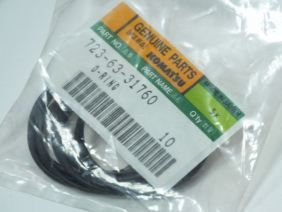 GENUINE PARTS
KOMATSU
PART NO.
PART NAME
Q'ty
723-63-31760
O-RING
10